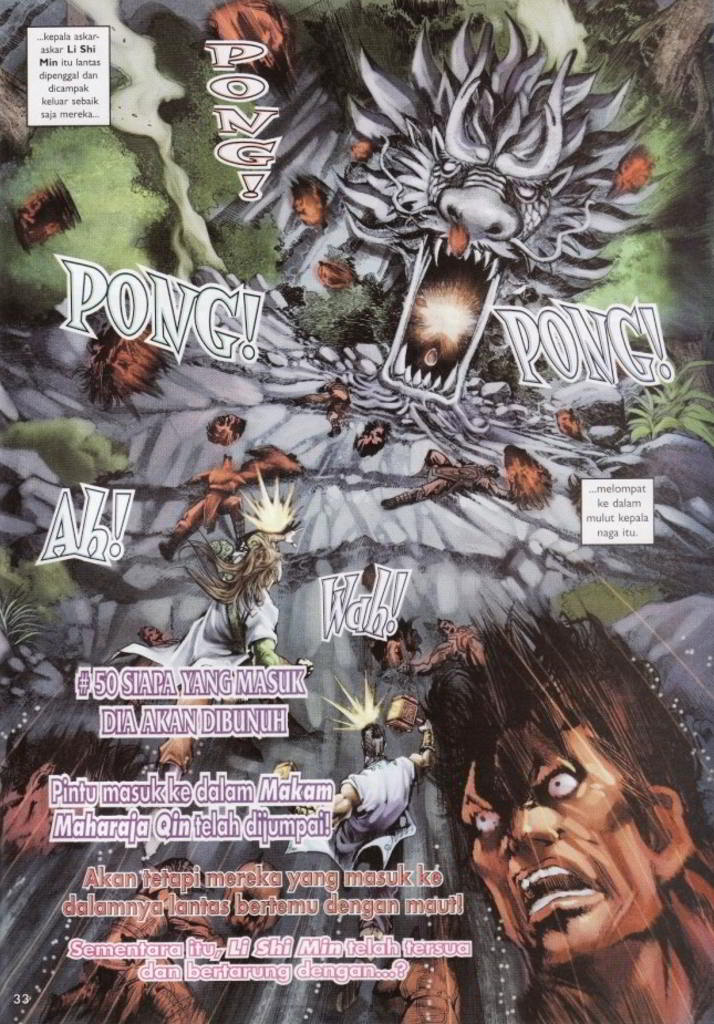 ...kepala askar-
askar Li Shi
Min itu lantas
dipenggal dan
dicampak
keluar sebaik
saja mereka...
PONG!
PONG!
PONG!
...melompat
ke dalam
mulut kepala
naga itu.
Ah!
Wah!
# 50 SIAPA YANG MASUK
DIA AKAN DIBUNUH
Pintu masuk ke dalam Makam
Maharaja Qin telah dijumpai!
Akan tetapi mereka yang masuk ke
dalamnya lantas bertemu dengan maut!
Sementara itu, Li Shi Min telah tersua
dan bertarung dengan...?
33